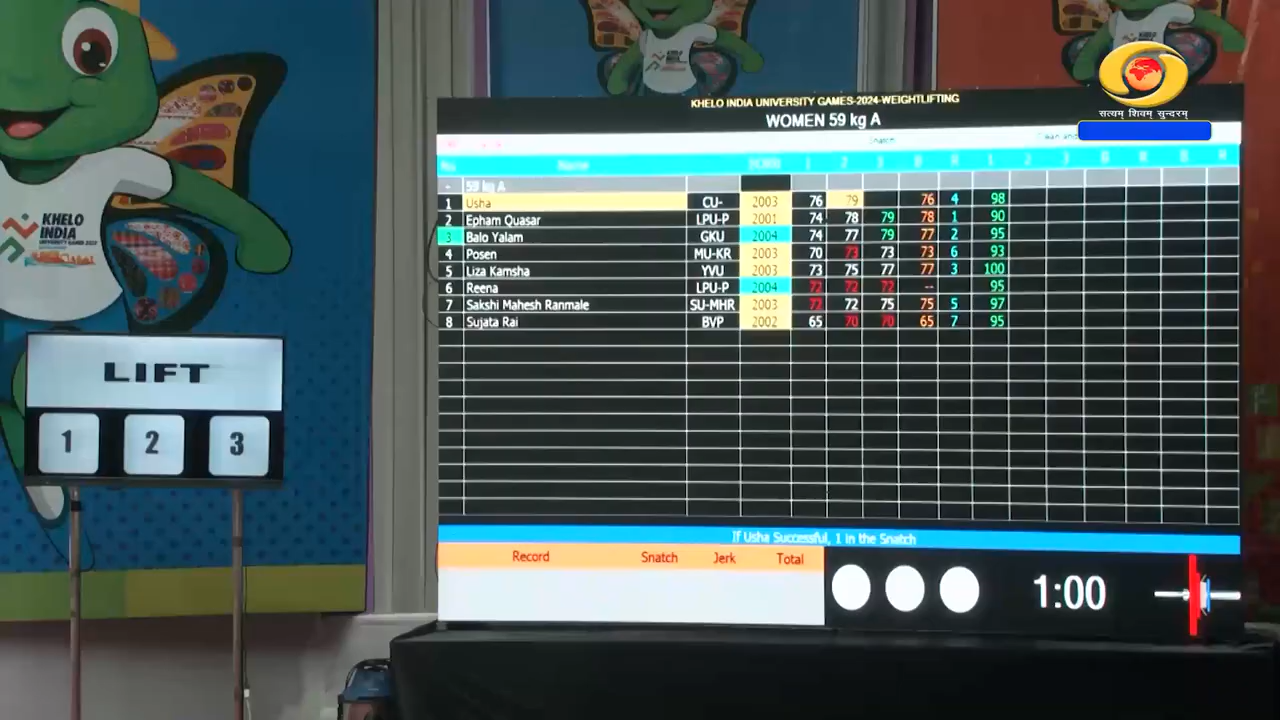 KHELO INDIA UNIVERSITY GAMES-2024-WEIGHTLIFTING
WOMEN 59 kg A
सत्यम् शिवम् सुन्दरम्
Snatch
Name
- 59 kg A
1 Usha CU- 2003 76 79 76 4 98
2 Epham Quasar LPU-P 2001 74 78 79 78 1 90
3 Balo Yalam GKU 2004 74 77 79 77 2 95
4 Posen MU-KR 2003 70 73 73 73 6 93
5 Liza Kamsha YVU 2003 73 75 77 77 3 100
6 Reena LPU-P 2004 72 72 72 -- 95
7 Sakshi Mahesh Ranmale SU-MHR 2003 72 72 75 75 5 97
8 Sujata Rai BVP 2002 65 70 70 65 7 95
If Usha Successful, 1 in the Snatch
Record Snatch Jerk Total
1:00
KHELO
INDIA
LIFT
1 2 3
KHELO
INDIA